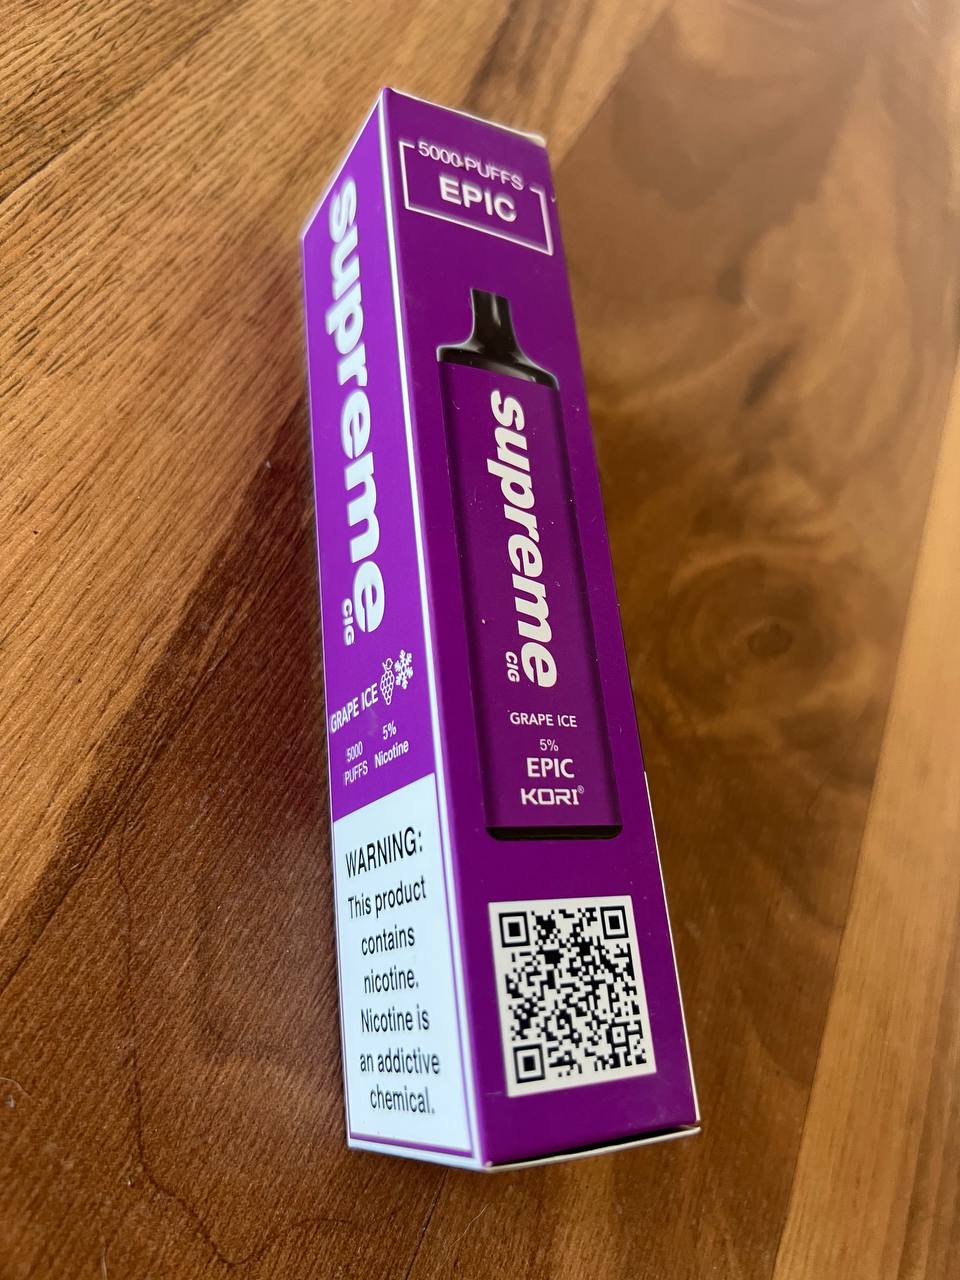 supreme
CIG
GRAPE ICE
5000
PUFFS
5%
Nicotine
WARNING:
This product
contains
nicotine.
Nicotine is
an addictive
chemical.
5000 PUFFS
EPIC
supreme
CIG
GRAPE ICE
5%
EPIC
KORI®